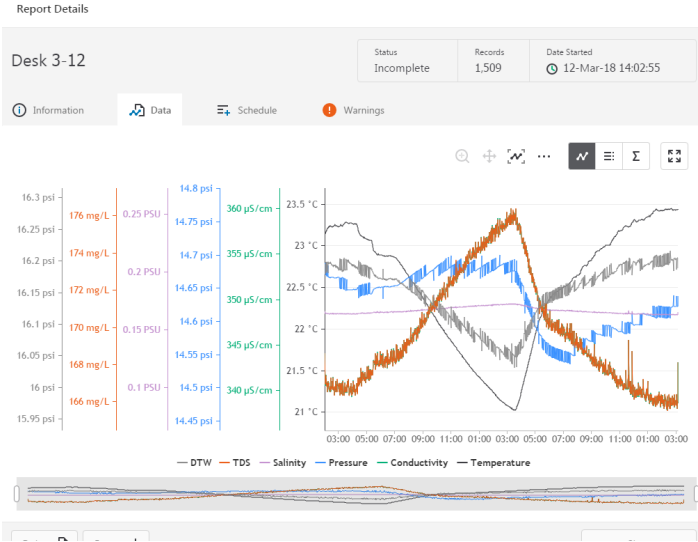 Report Details
Desk 3-12
Status
Incomplete
Records
1,509
Date Started
12-Mar-18 14:02:55
Information
Data
Schedule
Warnings
16.3 psi
16.25 psi
16.2 psi
16.15 psi
16.1 psi
16.05 psi
16 psi
15.95 psi
176 mg/L
174 mg/L
172 mg/L
170 mg/L
168 mg/L
166 mg/L
0.25 PSU
0.2 PSU
0.15 PSU
0.1 PSU
14.8 psi
14.75 psi
14.7 psi
14.65 psi
14.6 psi
14.55 psi
14.5 psi
14.45 psi
360 µS/cm
355 µS/cm
350 µS/cm
345 µS/cm
340 µS/cm
23.5 °C
23 °C
22.5 °C
22 °C
21.5 °C
21 °C
03:00 05:00 07:00 09:00 11:00 01:00 03:00 05:00 07:00 09:00 11:00 01:00 03:00
DTW TDS Salinity Pressure Conductivity Temperature